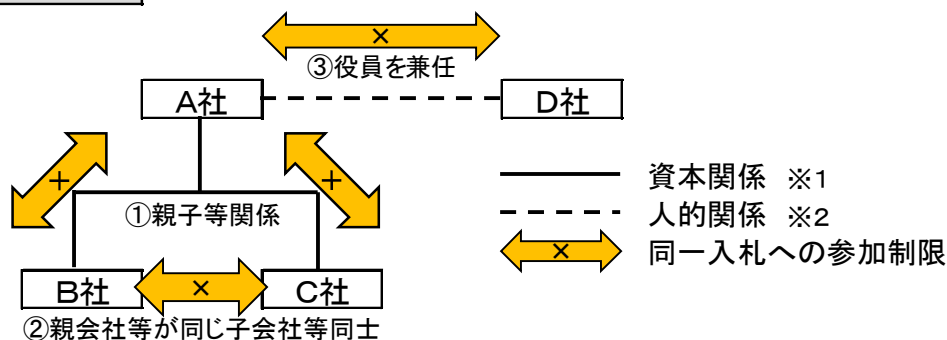 ×
③役員を兼任
A社
D社
+
+
①親子等関係
B社
×
C社
②親会社等が同じ子会社等同士
資本関係 ※1
人的関係 ※2
× 同一入札への参加制限